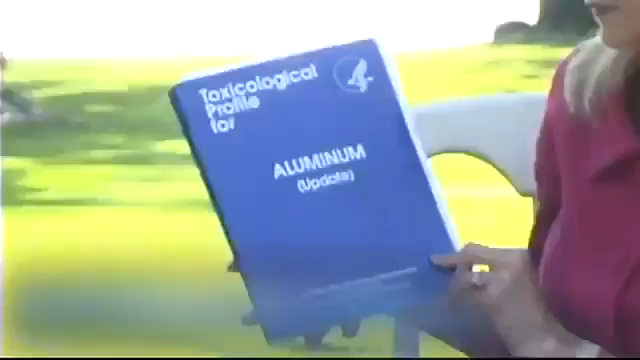 Toxicological
Profile
for
ALUMINUM
(Update)